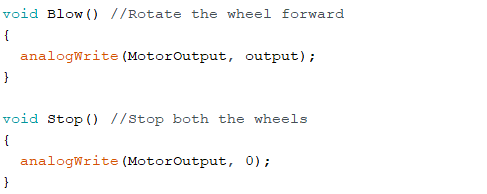 void Blow() //Rotate the wheel forward
{
  analogWrite(MotorOutput, output);
}

void Stop() //Stop both the wheels
{
  analogWrite(MotorOutput, 0);
}